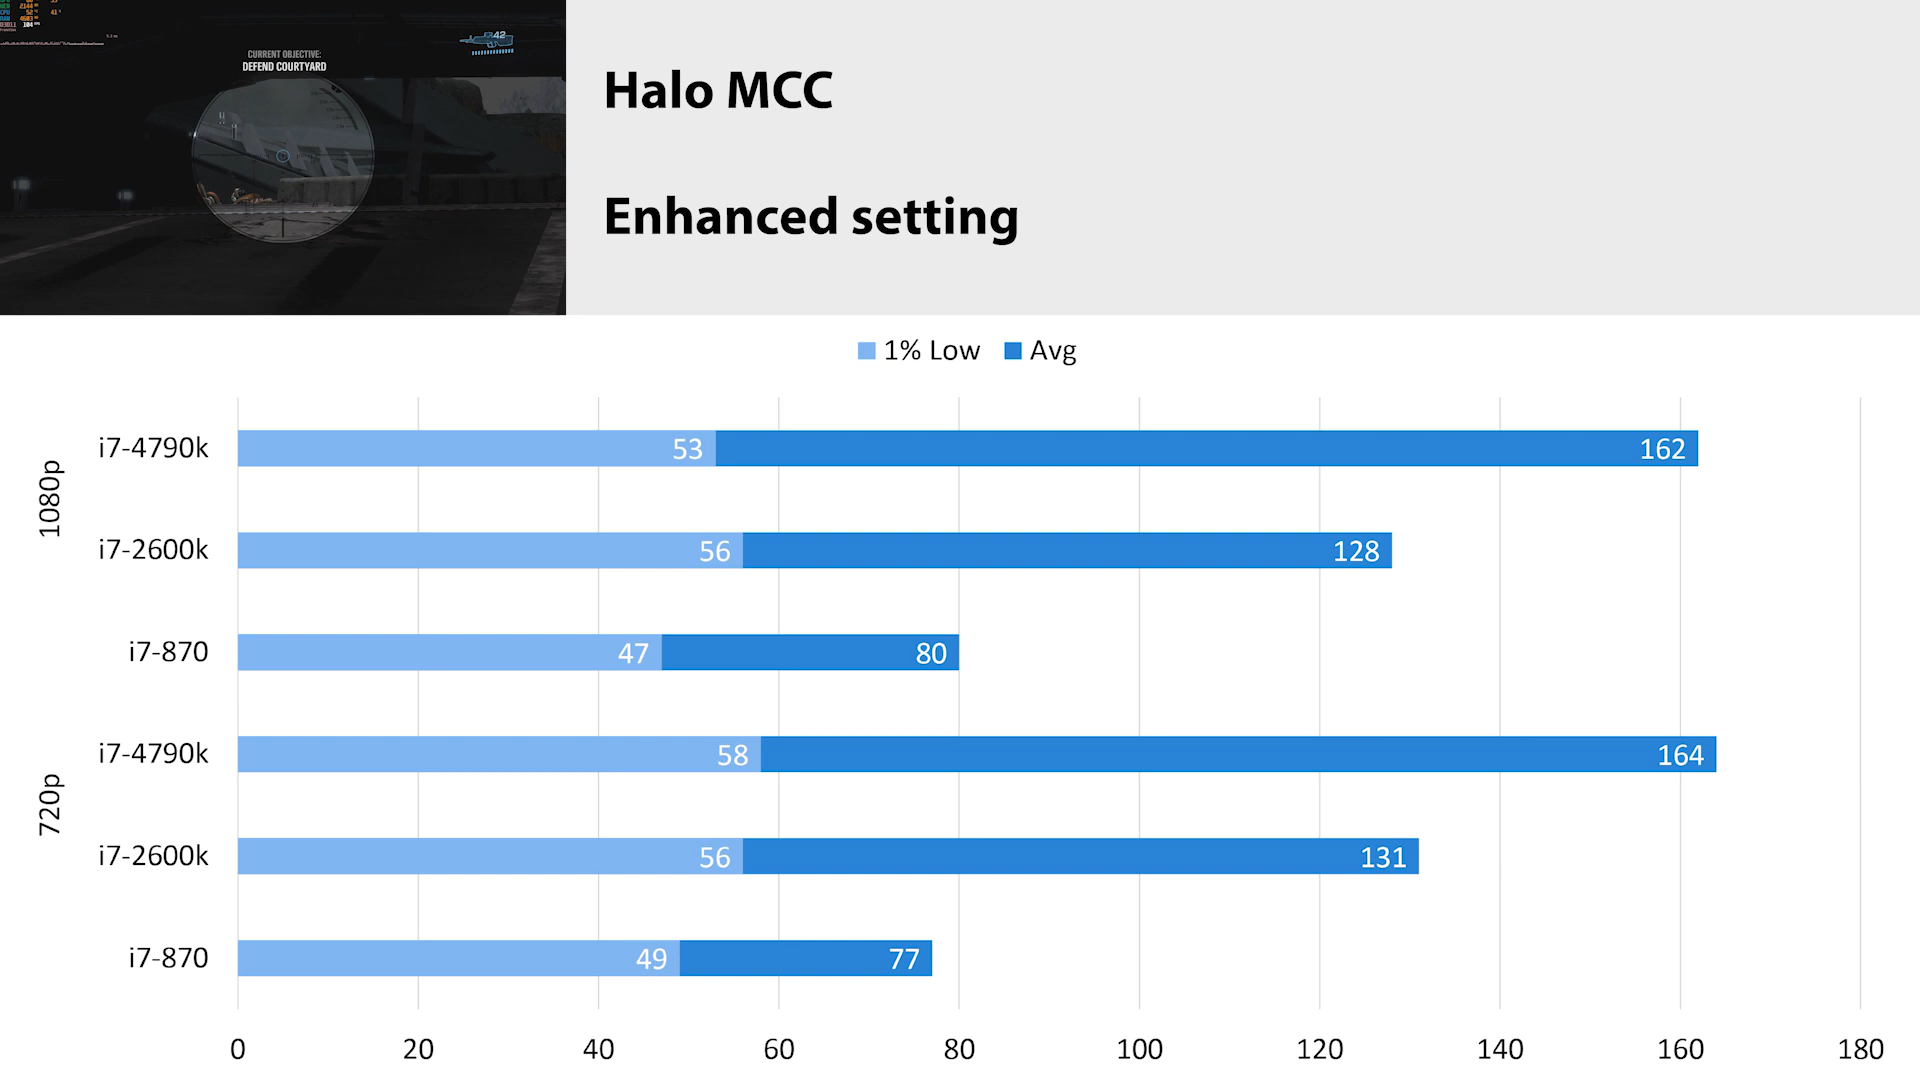 CURRENT OBJECTIVE:
DEFEND COURTYARD
42
Halo MCC
Enhanced setting
1% Low Avg
1080p
i7-4790k 53 162
i7-2600k 56 128
i7-870 47 80
720p
i7-4790k 58 164
i7-2600k 56 131
i7-870 49 77
0 20 40 60 80 100 120 140 160 180